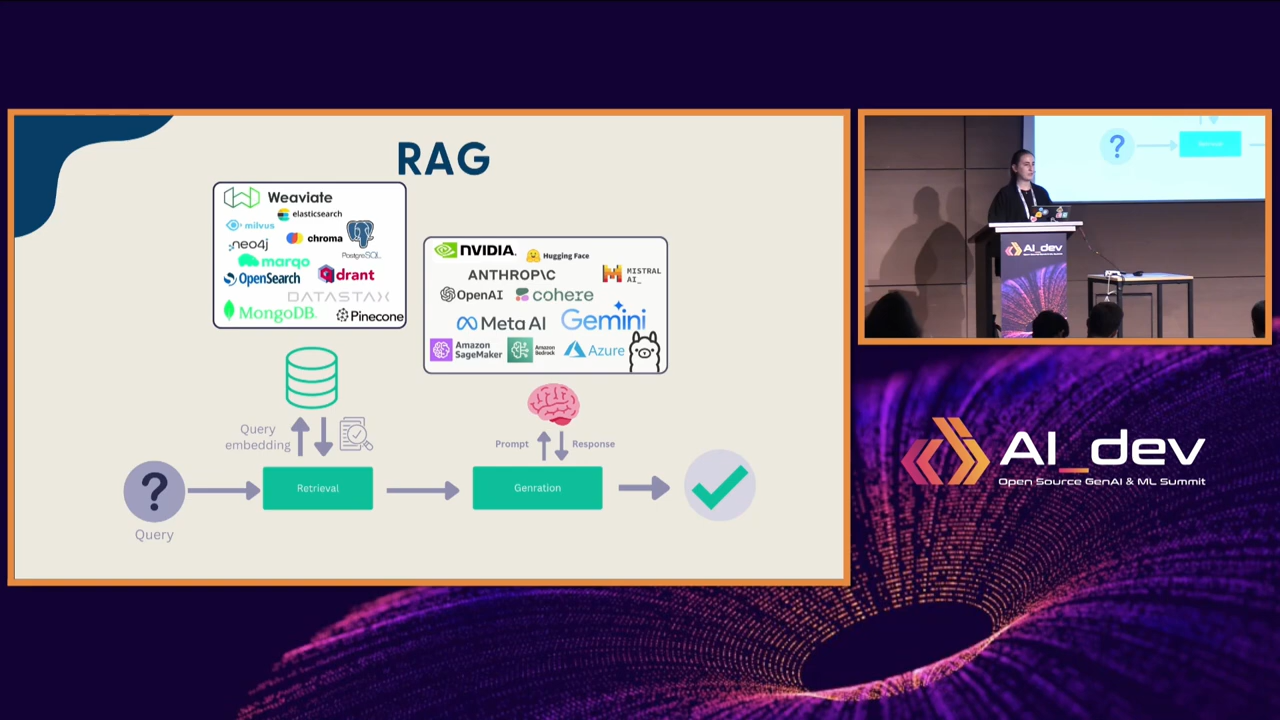 RAG
Weaviate
elasticsearch
milvus
neo4j
chroma
PostgreSQL
marqo
OpenSearch
drant
DATASTAX
MongoDB.
Pinecone
NVIDIA.
Hugging Face
ANTHROP\C
MISTRAL
AI_
OpenAI
cohere
Meta AI
Gemini
Amazon
SageMaker
Amazon
Bedrock
Azure
Query
embedding
Prompt
Response
?
Retrieval
Genration
Query
?
AI_dev
AI_dev
Open Source GenAI & ML Summit